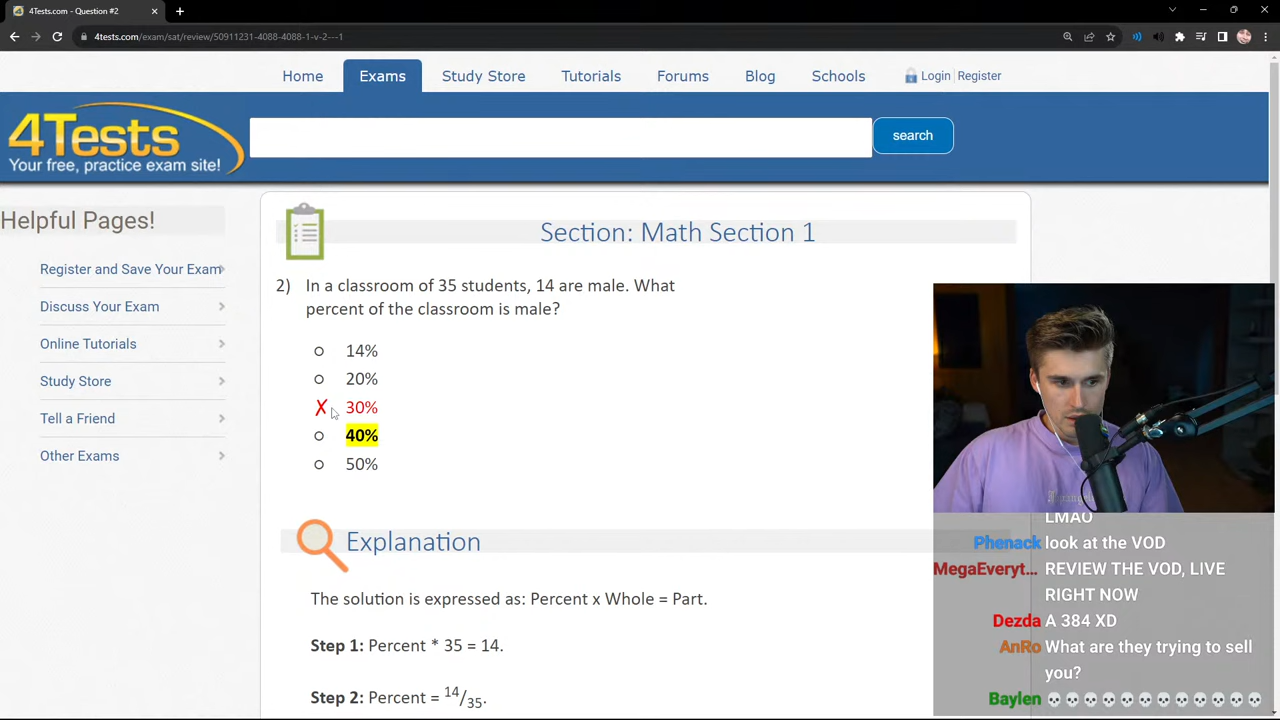 4Tests.com - Question #2
4tests.com/exam/sat/review/50911231-4088-4088-1-v-2---1
Home Exams Study Store Tutorials Forums Blog Schools Login Register
4Tests
Your free, practice exam site!
search
Helpful Pages!
Register and Save Your Exam
Discuss Your Exam
Online Tutorials
Study Store
Tell a Friend
Other Exams
Section: Math Section 1
2) In a classroom of 35 students, 14 are male. What
percent of the classroom is male?
14%
20%
X 30%
40%
50%
Explanation
The solution is expressed as: Percent x Whole = Part.
Step 1: Percent * 35 = 14.
Step 2: Percent = 14/35.
LMAO
Phenack look at the VOD
MegaEveryt... REVIEW THE VOD, LIVE
RIGHT NOW
Dezda A 384 XD
AnRo What are they trying to sell
you?
Baylen 💀💀💀💀💀💀💀💀💀💀💀💀